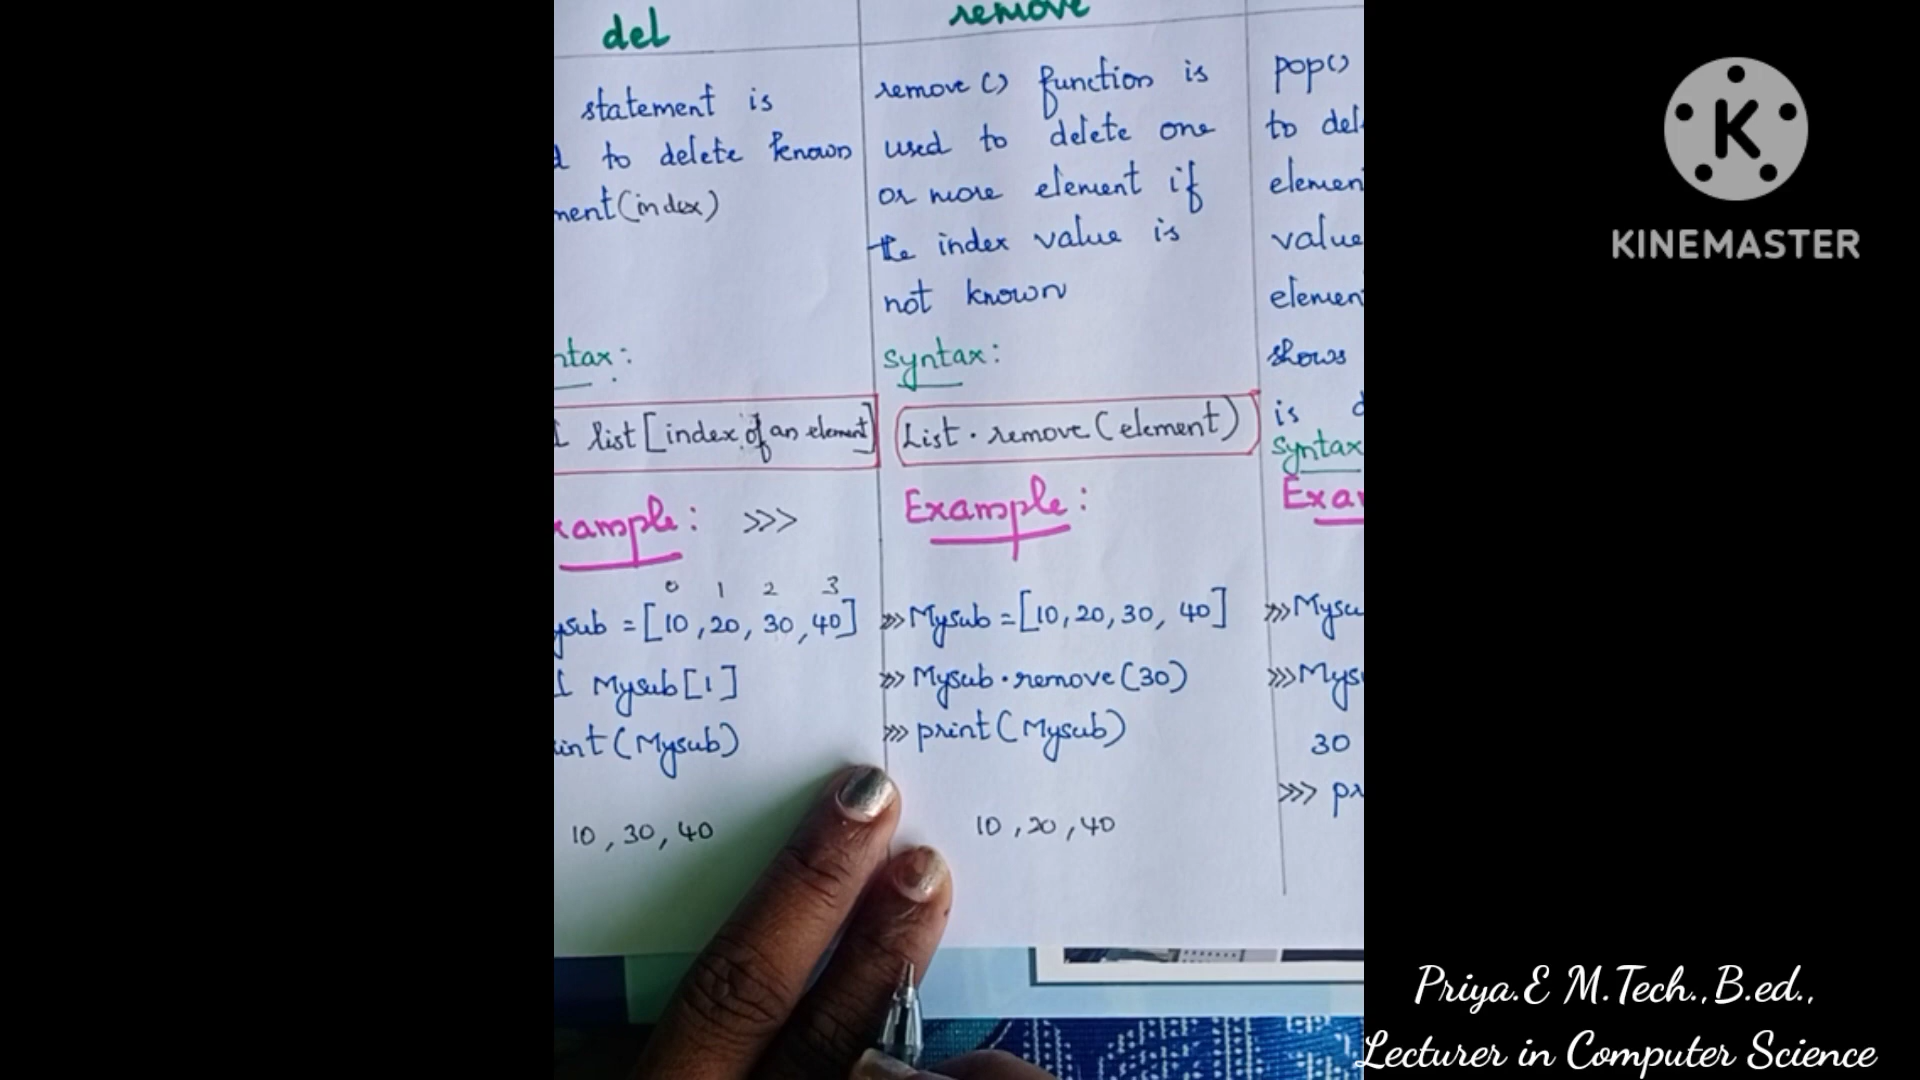 del
statement is
to delete known
ment(index)
ntax:
list[index of an element]
xample: >>>
0 1 2 3
ysub = [10, 20, 30, 40]
Mysub[1]
int(Mysub)
10, 30, 40
remove
remove() function is
used to delete one
or more element if
the index value is
not known
syntax:
List.remove(element)
Example:
>>> Mysub = [10, 20, 30, 40]
>>> Mysub.remove(30)
>>> print(Mysub)
10, 20, 40
pop()
to del
elemen
value
elemen
shows
is
syntax
Exa
>>> Mysu
>>> Mys
30
>>> pr
K
KINEMASTER
Priya.E M.Tech.,B.ed.,
Lecturer in Computer Science